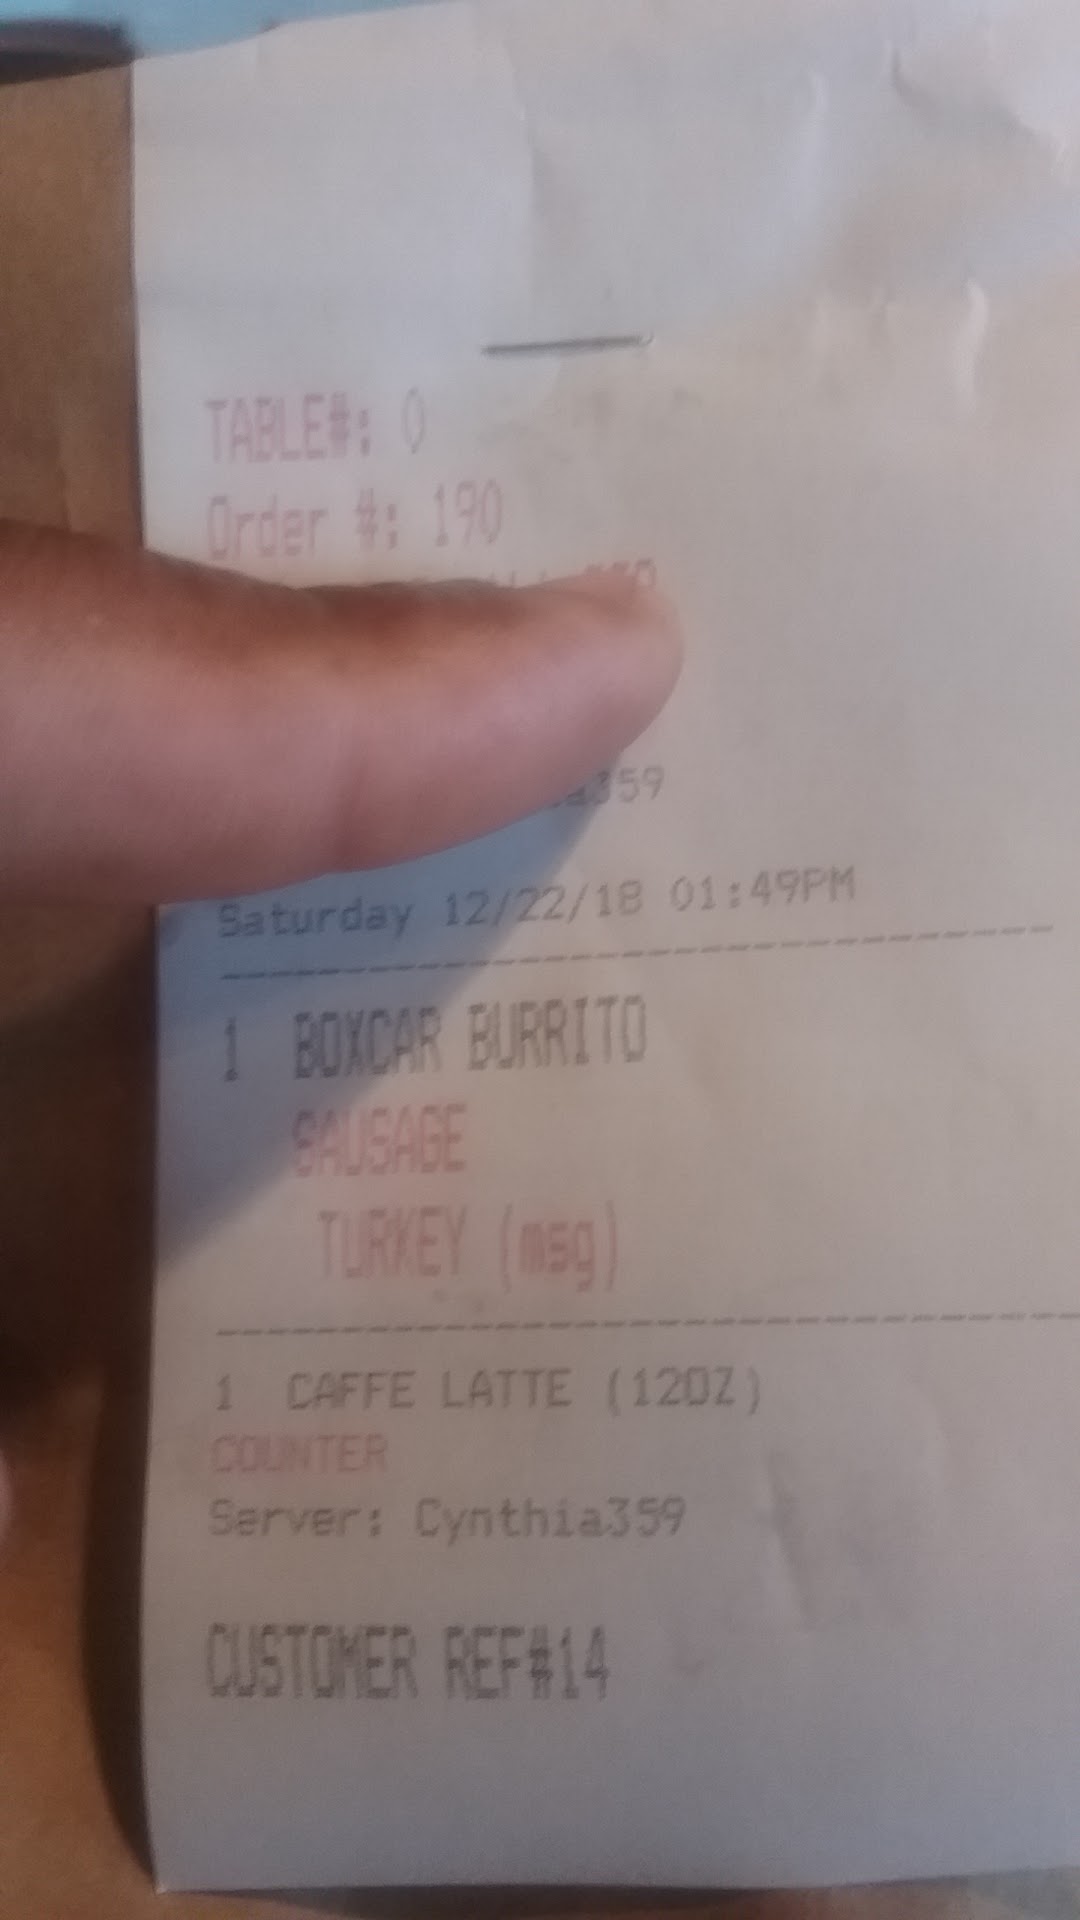 TABLE#: 0
Order #: 190
a359
Saturday 12/22/18 01:49PM
1 BOXCAR BURRITO
SAUSAGE
TURKEY (msg)
1 CAFFE LATTE (12OZ)
COUNTER
Server: Cynthia359
CUSTOMER REF#14